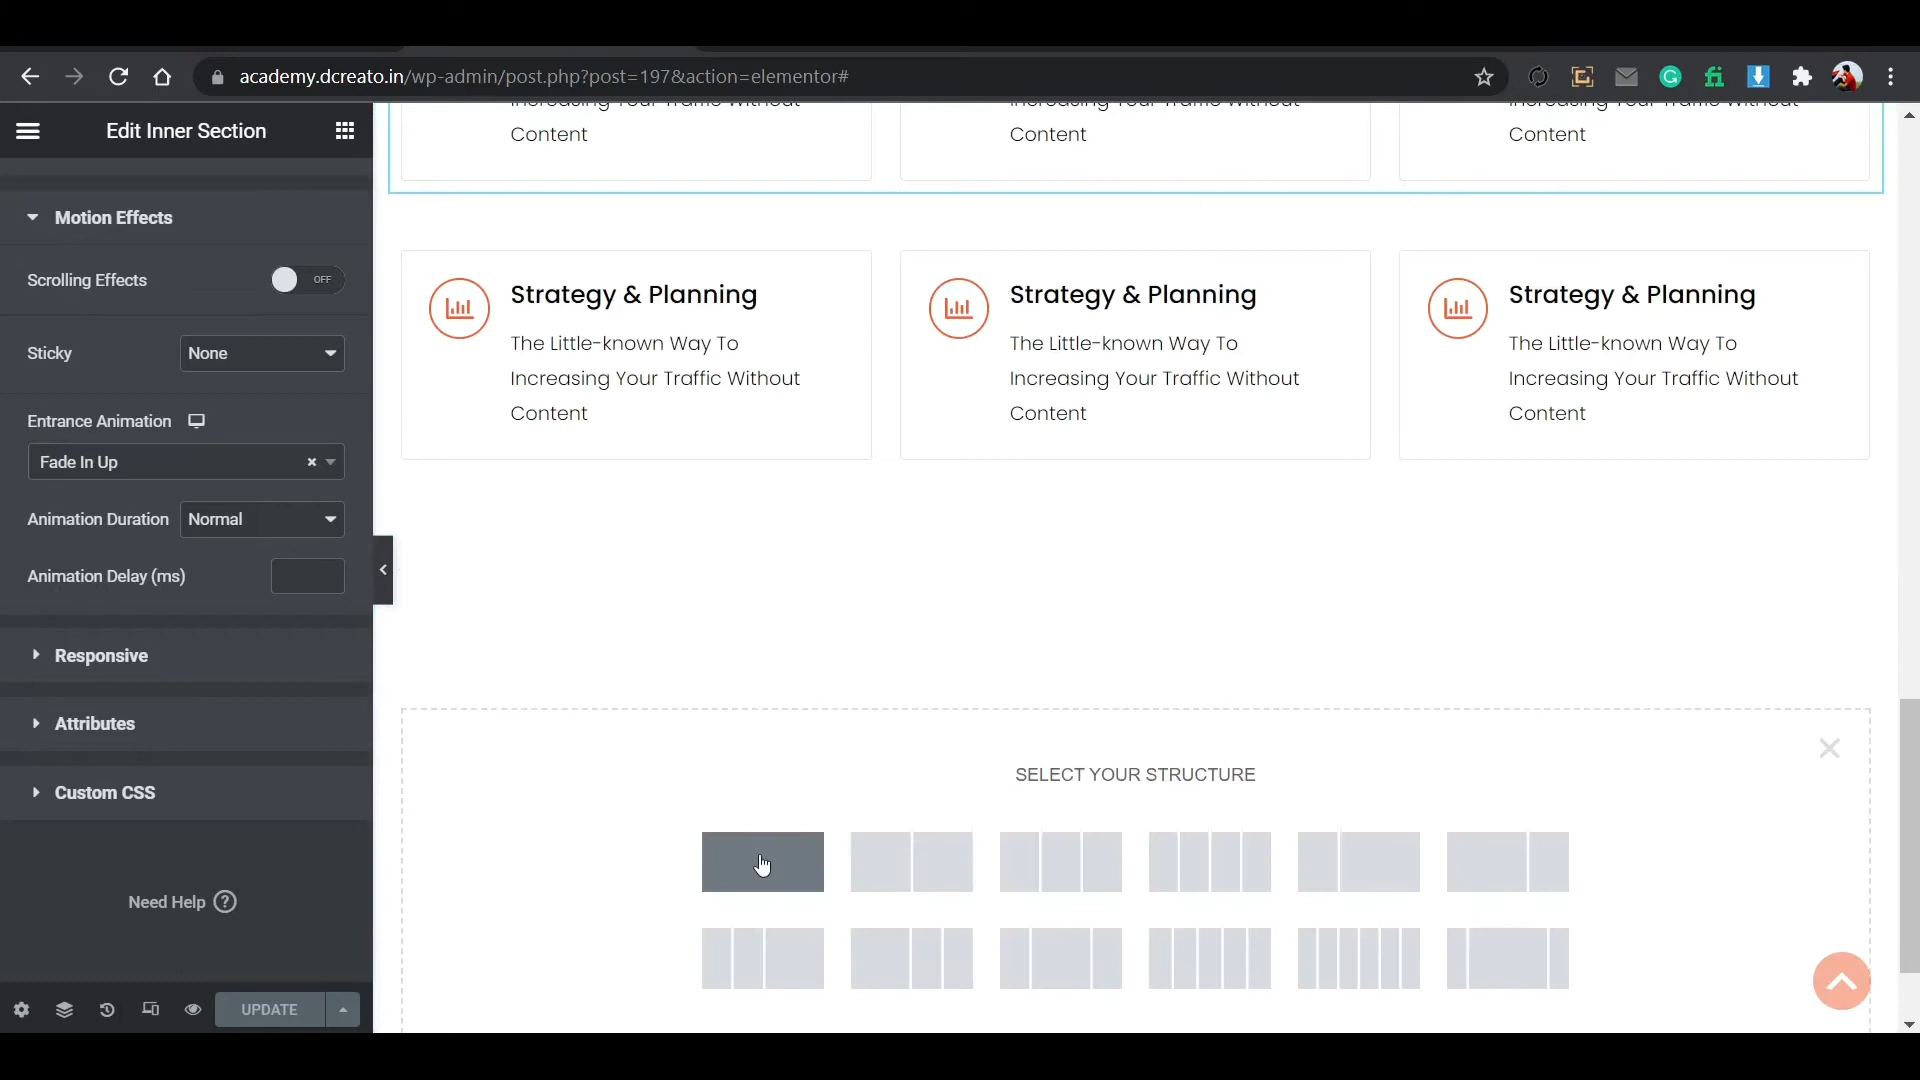 academy.dcreato.in/wp-admin/post.php?post=197&action=elementor#
Edit Inner Section
Motion Effects
Scrolling Effects
OFF
Sticky
None
Entrance Animation
Fade In Up
Animation Duration
Normal
Animation Delay (ms)
Responsive
Attributes
Custom CSS
Need Help
UPDATE
Increasing Your Traffic Without
Content
Increasing Your Traffic Without
Content
Increasing Your Traffic Without
Content
Strategy & Planning
The Little-known Way To
Increasing Your Traffic Without
Content
Strategy & Planning
The Little-known Way To
Increasing Your Traffic Without
Content
Strategy & Planning
The Little-known Way To
Increasing Your Traffic Without
Content
SELECT YOUR STRUCTURE